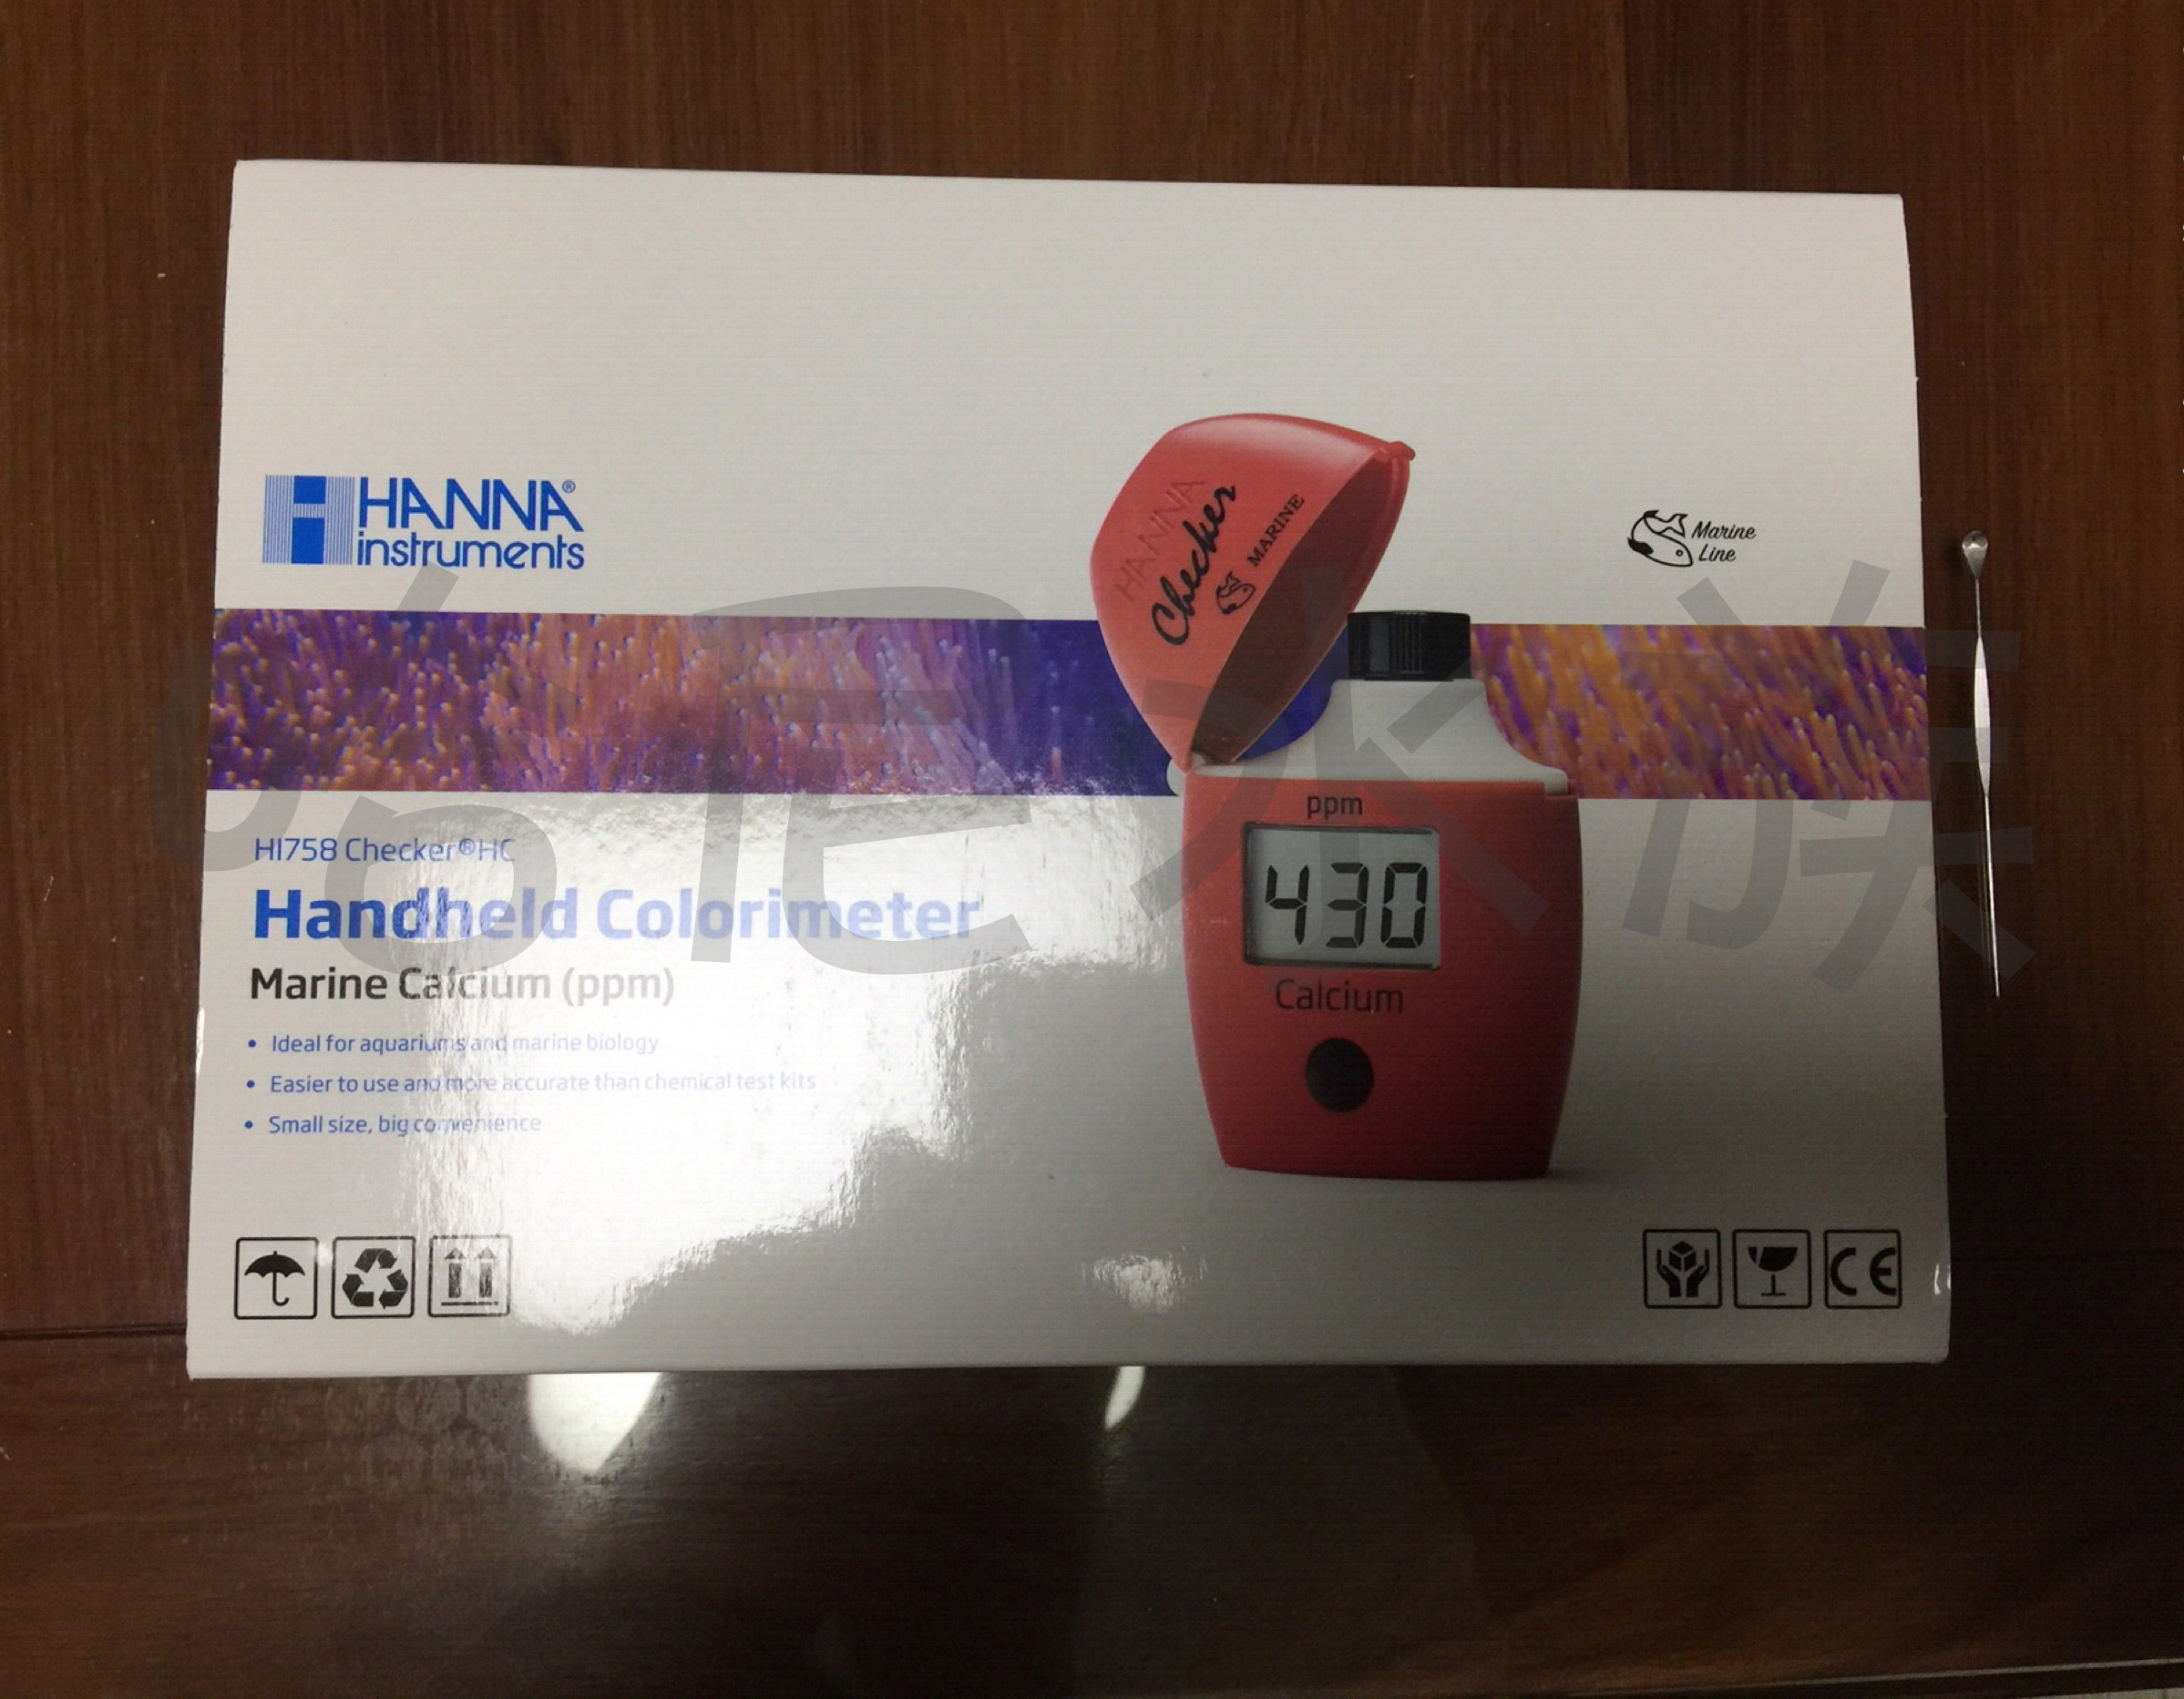 HANNA®
instruments
HANNA
Checker
MARINE
Marine
Line
HI758 Checker®HC
Handheld Colorimeter
Marine Calcium (ppm)
• Ideal for aquariums and marine biology
• Easier to use and more accurate than chemical test kits
• Small size, big convenience
ppm
430
Calcium
CE
水族